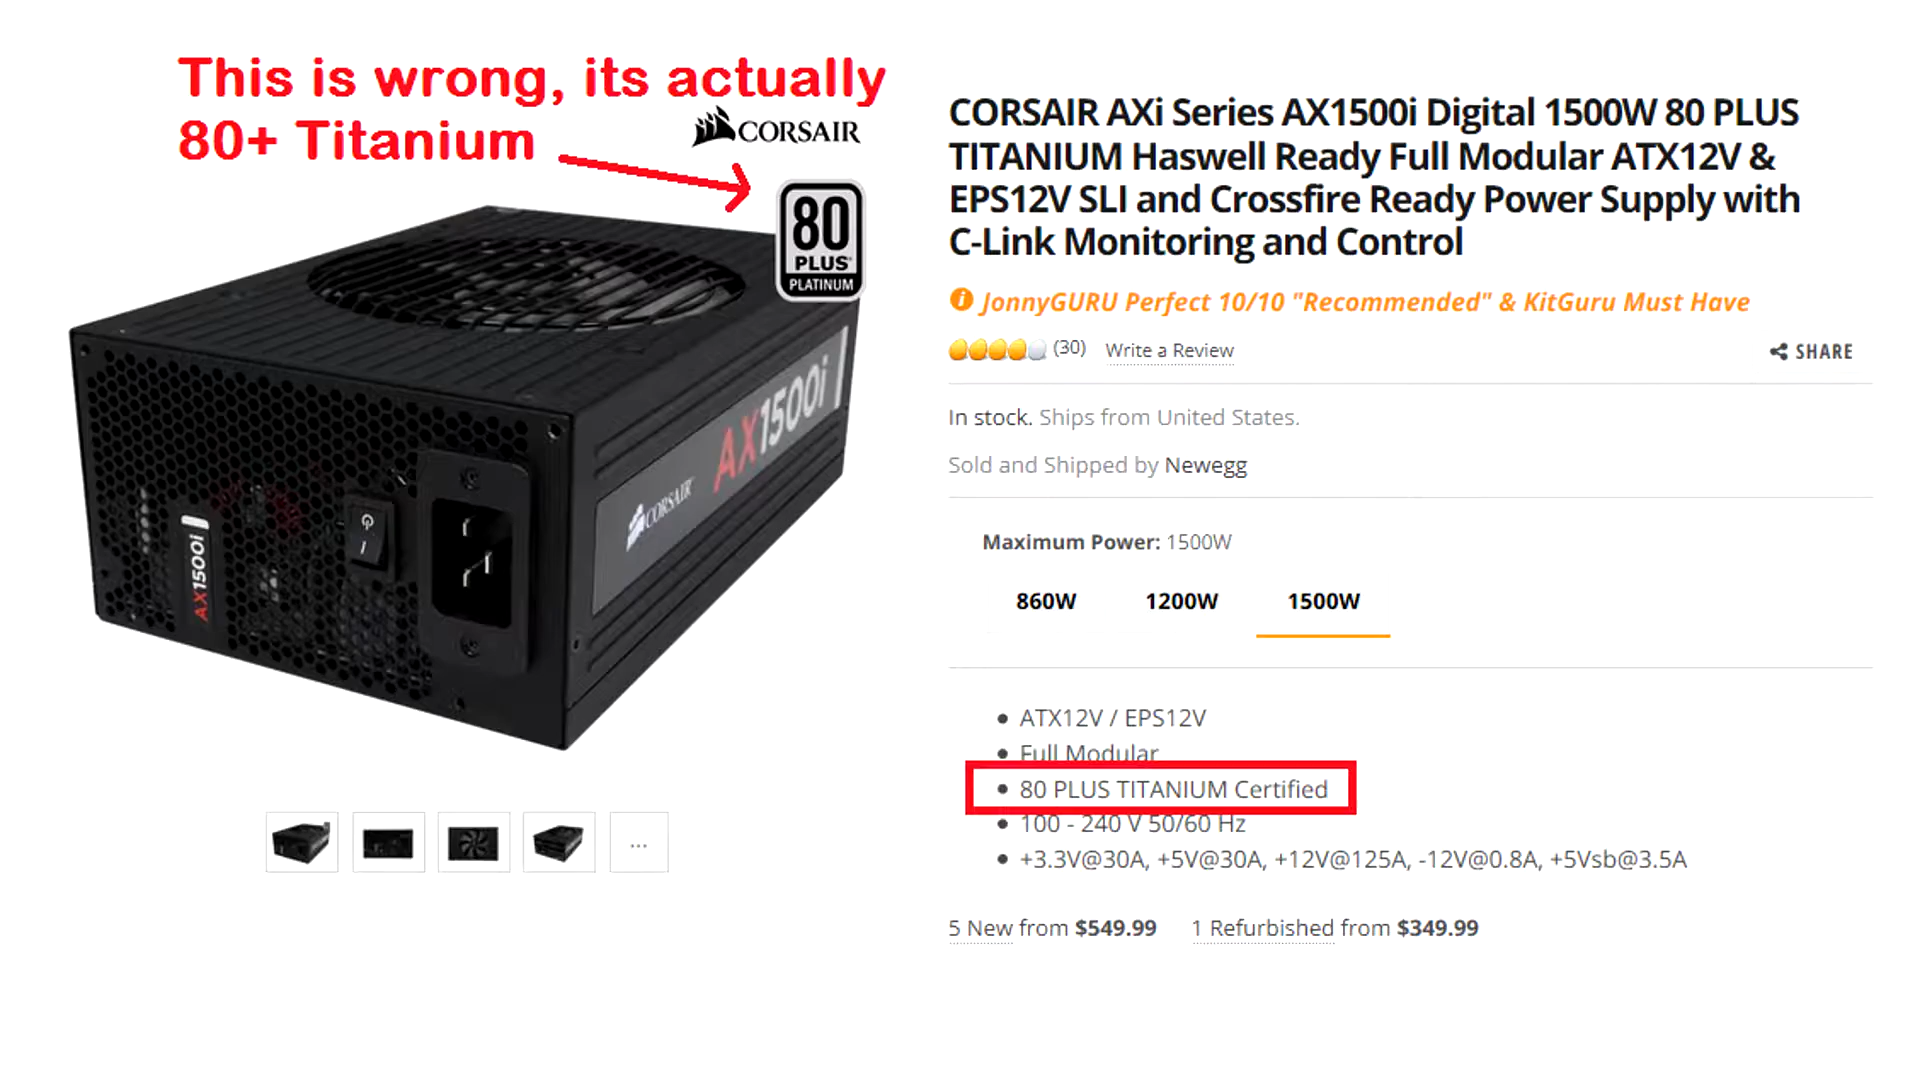 This is wrong, its actually
80+ Titanium
CORSAIR
80
PLUS
PLATINUM
AX1500i
CORSAIR
AX1500i
CORSAIR AXi Series AX1500i Digital 1500W 80 PLUS
TITANIUM Haswell Ready Full Modular ATX12V &
EPS12V SLI and Crossfire Ready Power Supply with
C-Link Monitoring and Control
JonnyGURU Perfect 10/10 "Recommended" & KitGuru Must Have
(30) Write a Review
SHARE
In stock. Ships from United States.
Sold and Shipped by Newegg
Maximum Power: 1500W
860W 1200W 1500W
ATX12V / EPS12V
Full Modular
80 PLUS TITANIUM Certified
100 - 240 V 50/60 Hz
+3.3V@30A, +5V@30A, +12V@125A, -12V@0.8A, +5Vsb@3.5A
5 New from $549.99 1 Refurbished from $349.99